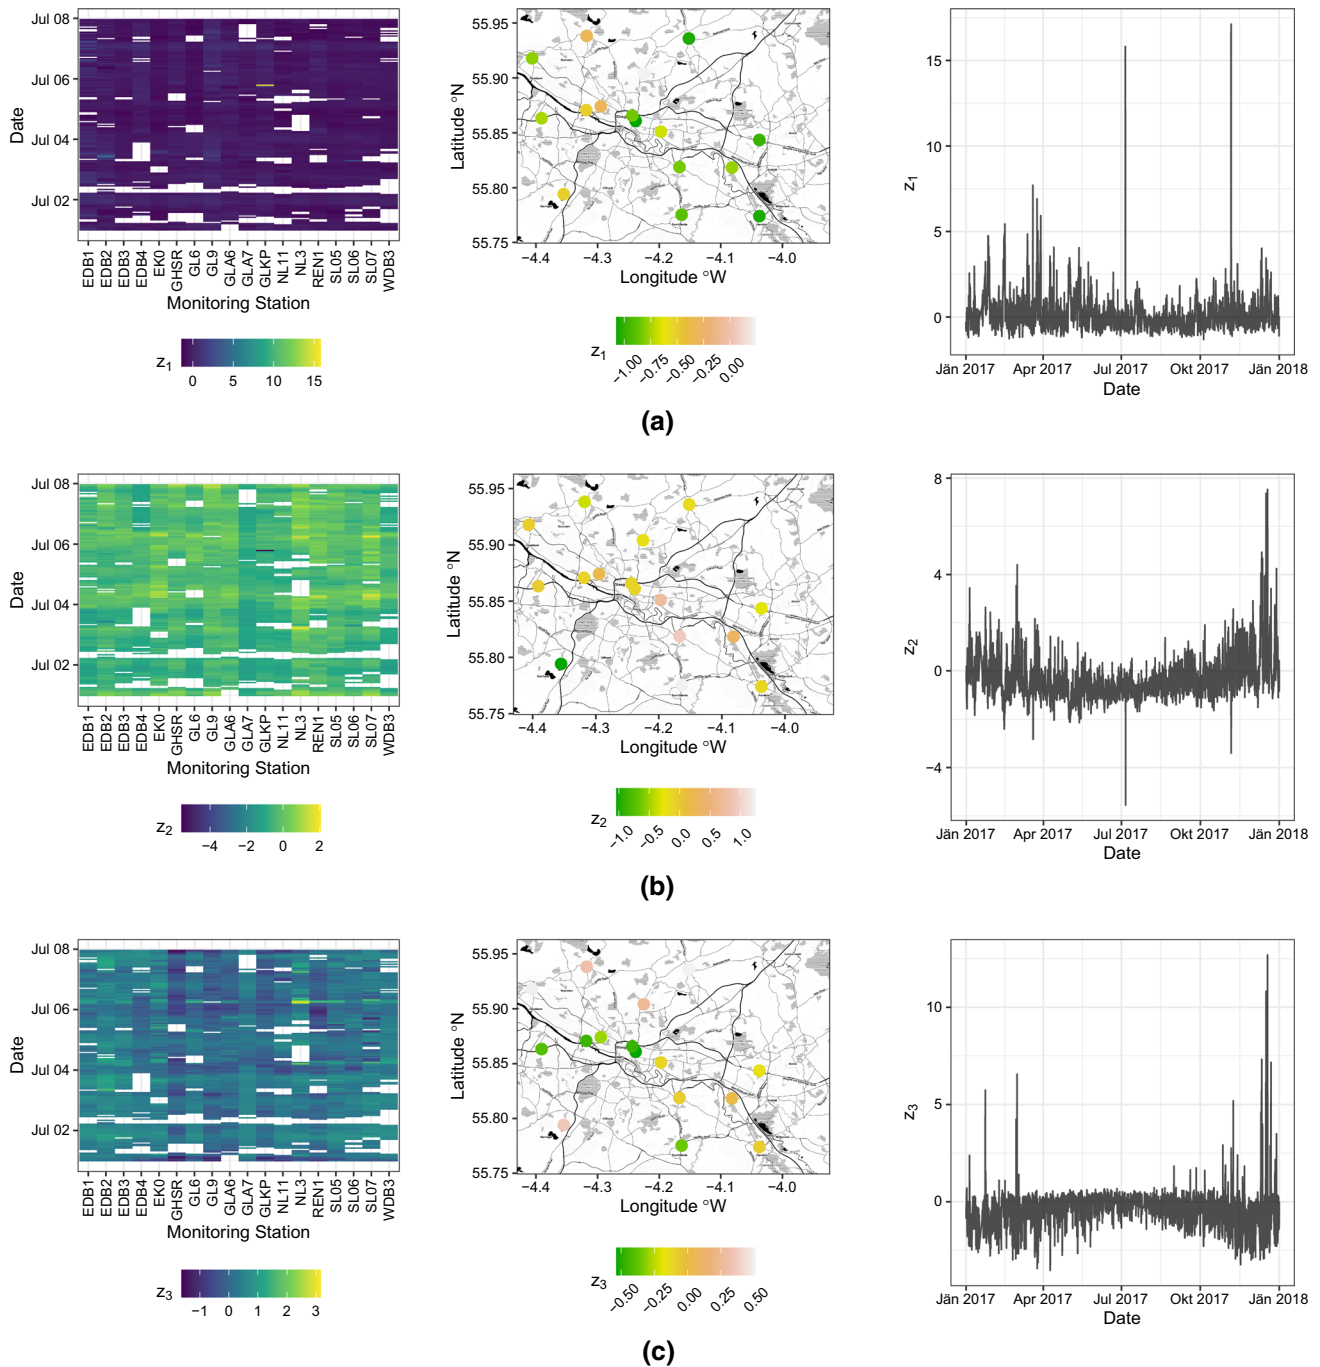 Jul 08
Jul 06
Jul 04
Jul 02
Date
EDB1
EDB2
EDB3
EDB4
EK0
GHSR
GL6
GL9
GLA6
GLA7
GLKP
NL11
NL3
REN1
SL05
SL06
SL07
WDB3
Monitoring Station
z1
0 5 10 15
55.95
55.90
55.85
55.80
55.75
Latitude °N
−4.4 −4.3 −4.2 −4.1 −4.0
Longitude °W
z1
−1.00 −0.75 −0.50 −0.25 0.00
15
10
5
0
z1
Jän 2017 Apr 2017 Jul 2017 Okt 2017 Jän 2018
Date
(a)
Jul 08
Jul 06
Jul 04
Jul 02
Date
EDB1
EDB2
EDB3
EDB4
EK0
GHSR
GL6
GL9
GLA6
GLA7
GLKP
NL11
NL3
REN1
SL05
SL06
SL07
WDB3
Monitoring Station
z2
−4 −2 0 2
55.95
55.90
55.85
55.80
55.75
Latitude °N
−4.4 −4.3 −4.2 −4.1 −4.0
Longitude °W
z2
−1.0 −0.5 0.0 0.5 1.0
8
4
0
−4
z2
Jän 2017 Apr 2017 Jul 2017 Okt 2017 Jän 2018
Date
(b)
Jul 08
Jul 06
Jul 04
Jul 02
Date
EDB1
EDB2
EDB3
EDB4
EK0
GHSR
GL6
GL9
GLA6
GLA7
GLKP
NL11
NL3
REN1
SL05
SL06
SL07
WDB3
Monitoring Station
z3
−1 0 1 2 3
55.95
55.90
55.85
55.80
55.75
Latitude °N
−4.4 −4.3 −4.2 −4.1 −4.0
Longitude °W
z3
−0.50 −0.25 0.00 0.25 0.50
10
5
0
z3
Jän 2017 Apr 2017 Jul 2017 Okt 2017 Jän 2018
Date
(c)